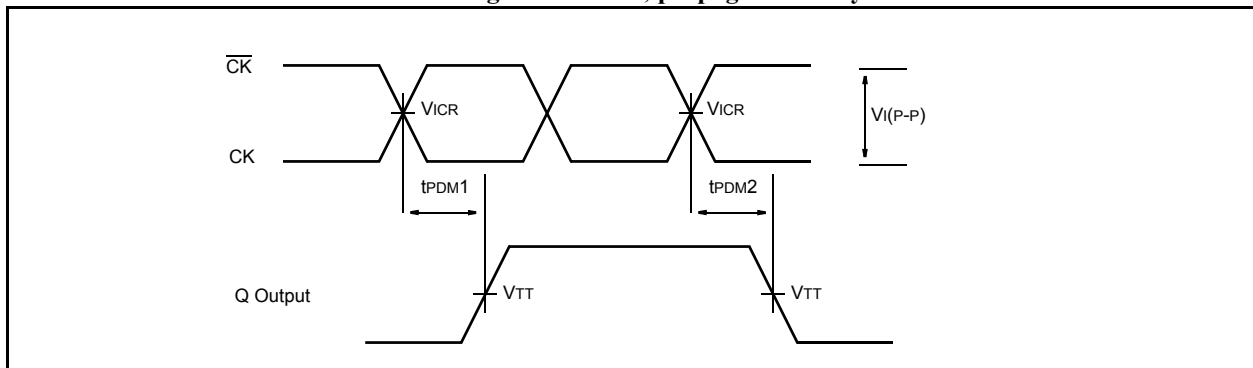 CK
VICR
VICR
VI(P-P)
CK
tPDM1
tPDM2
Q Output
VTT
VTT